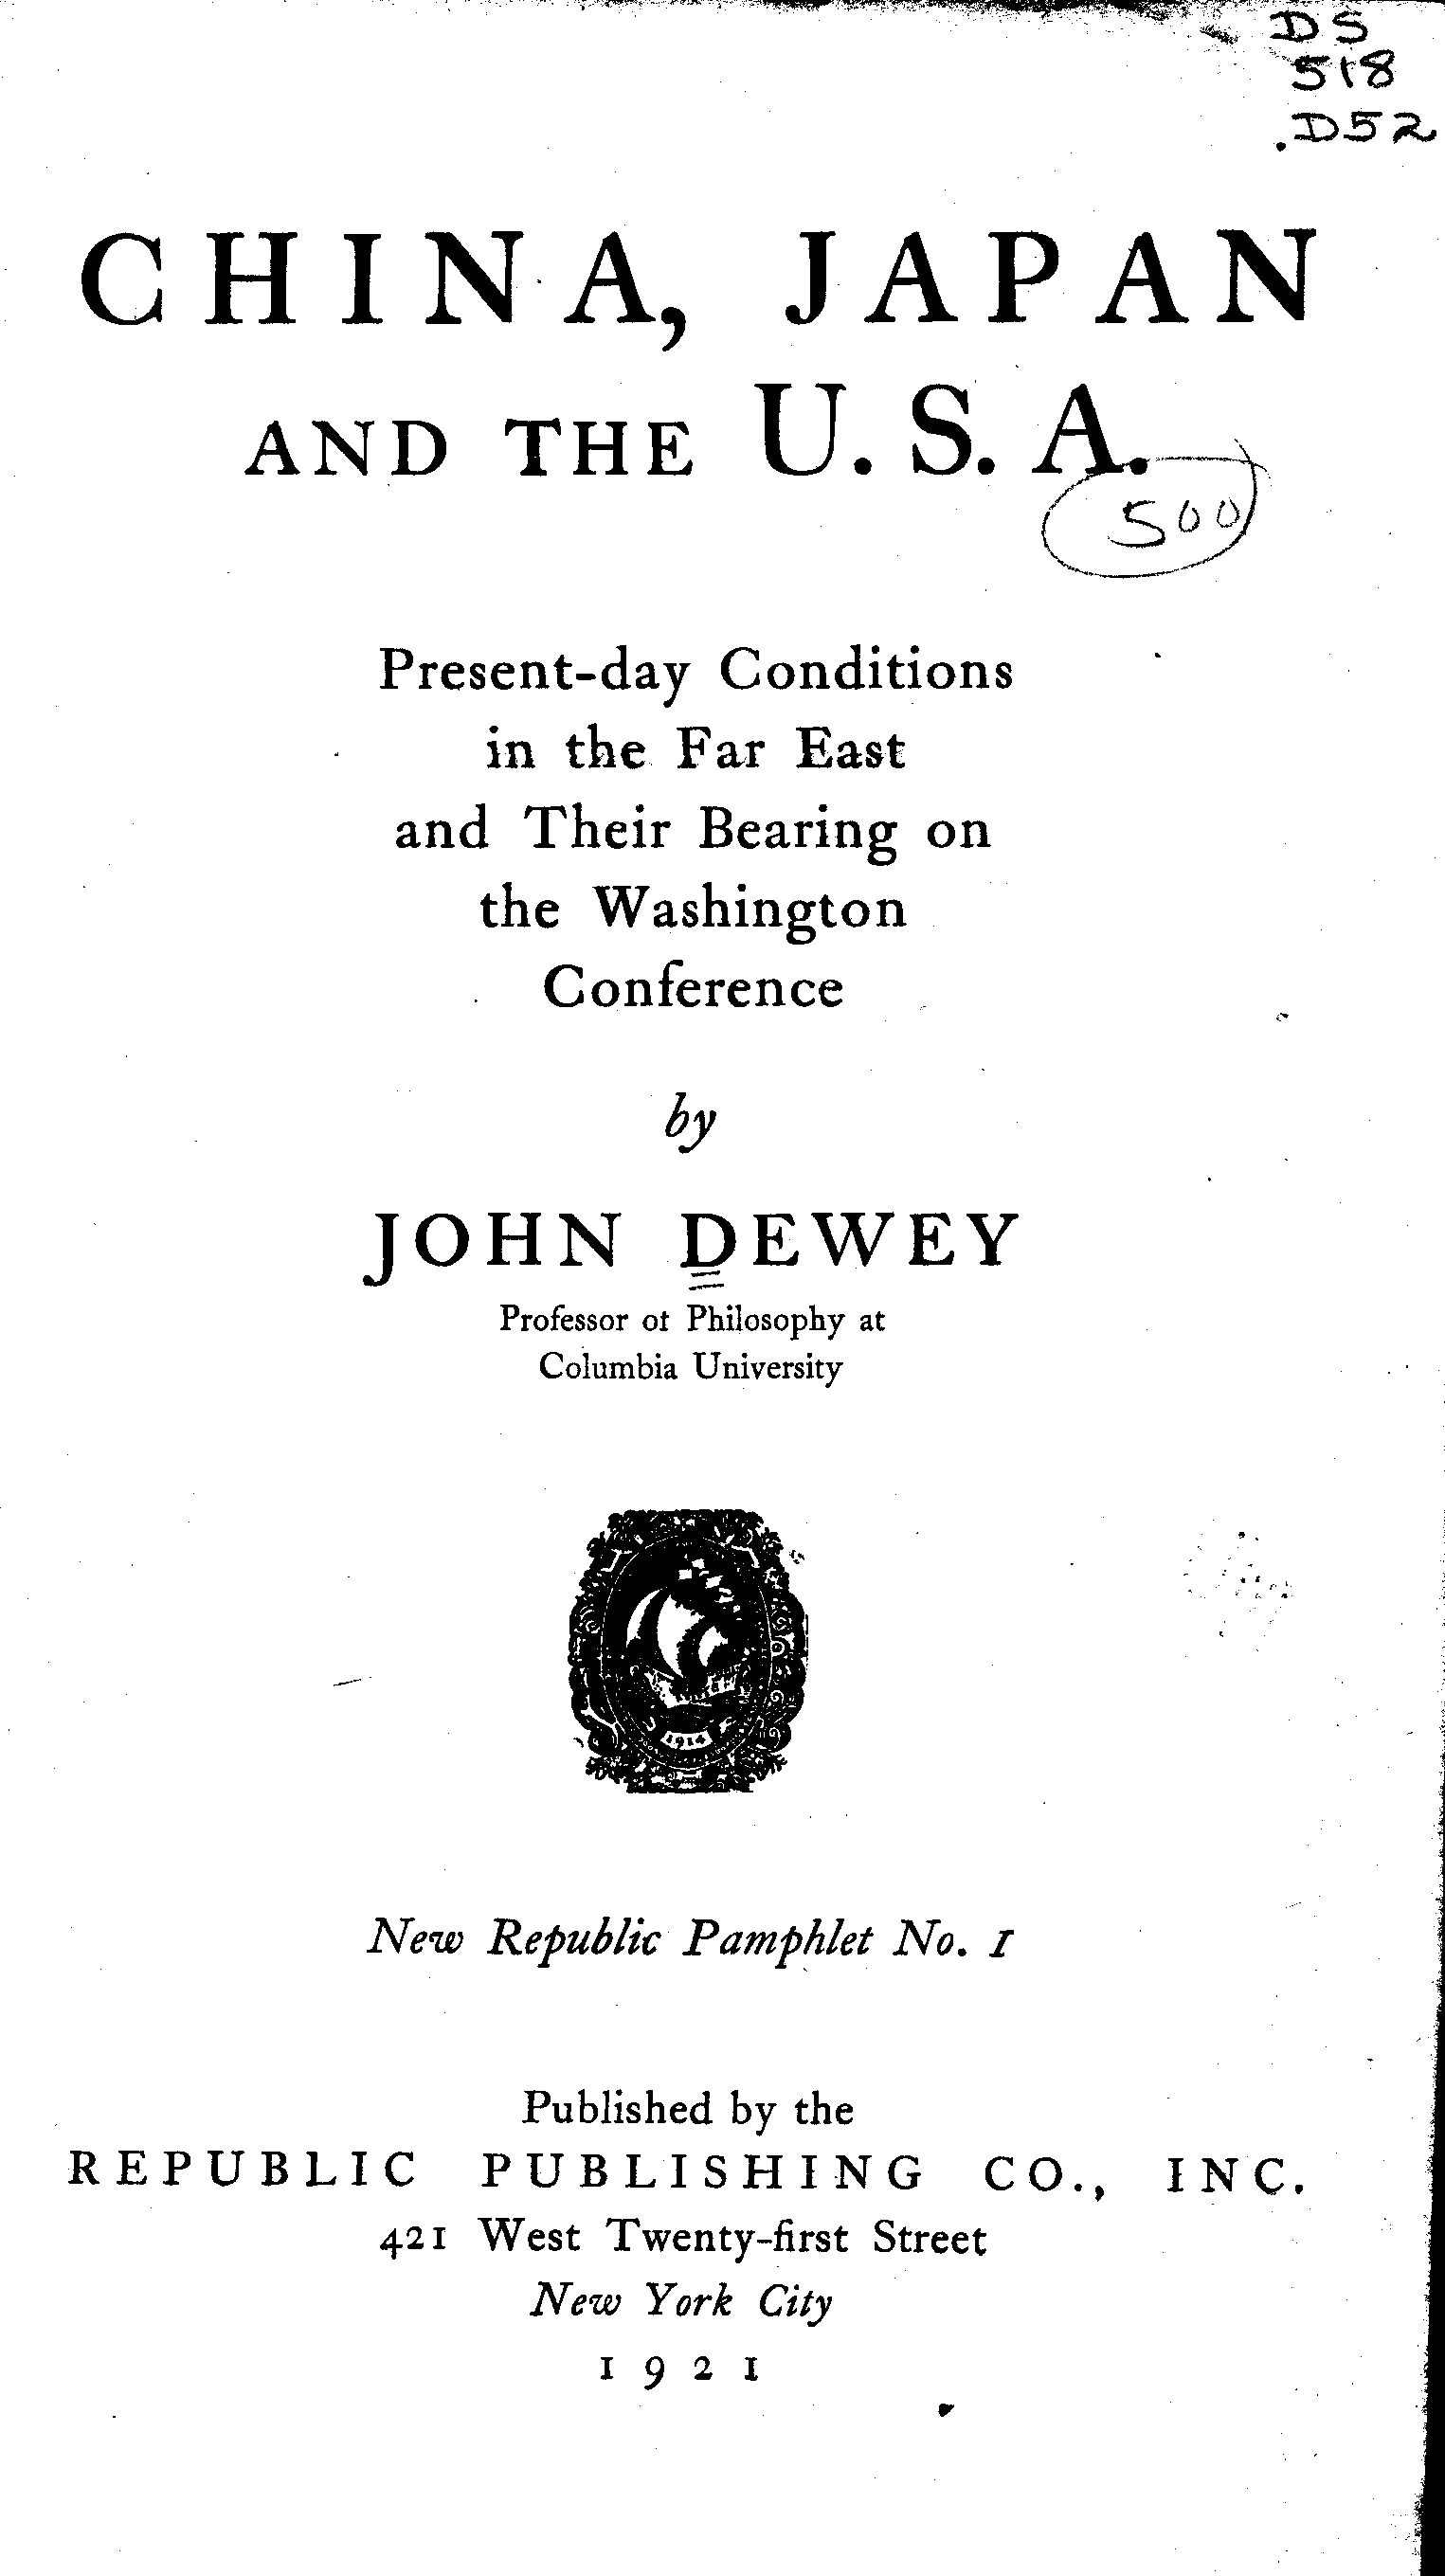 DS
518
.D52
CHINA, JAPAN
AND THE U. S. A.
500
Present-day Conditions
in the Far East
and Their Bearing on
the Washington
Conference
by
JOHN DEWEY
Professor of Philosophy at
Columbia University
1914
New Republic Pamphlet No. 1
Published by the
REPUBLIC PUBLISHING CO., INC.
421 West Twenty-first Street
New York City
1921